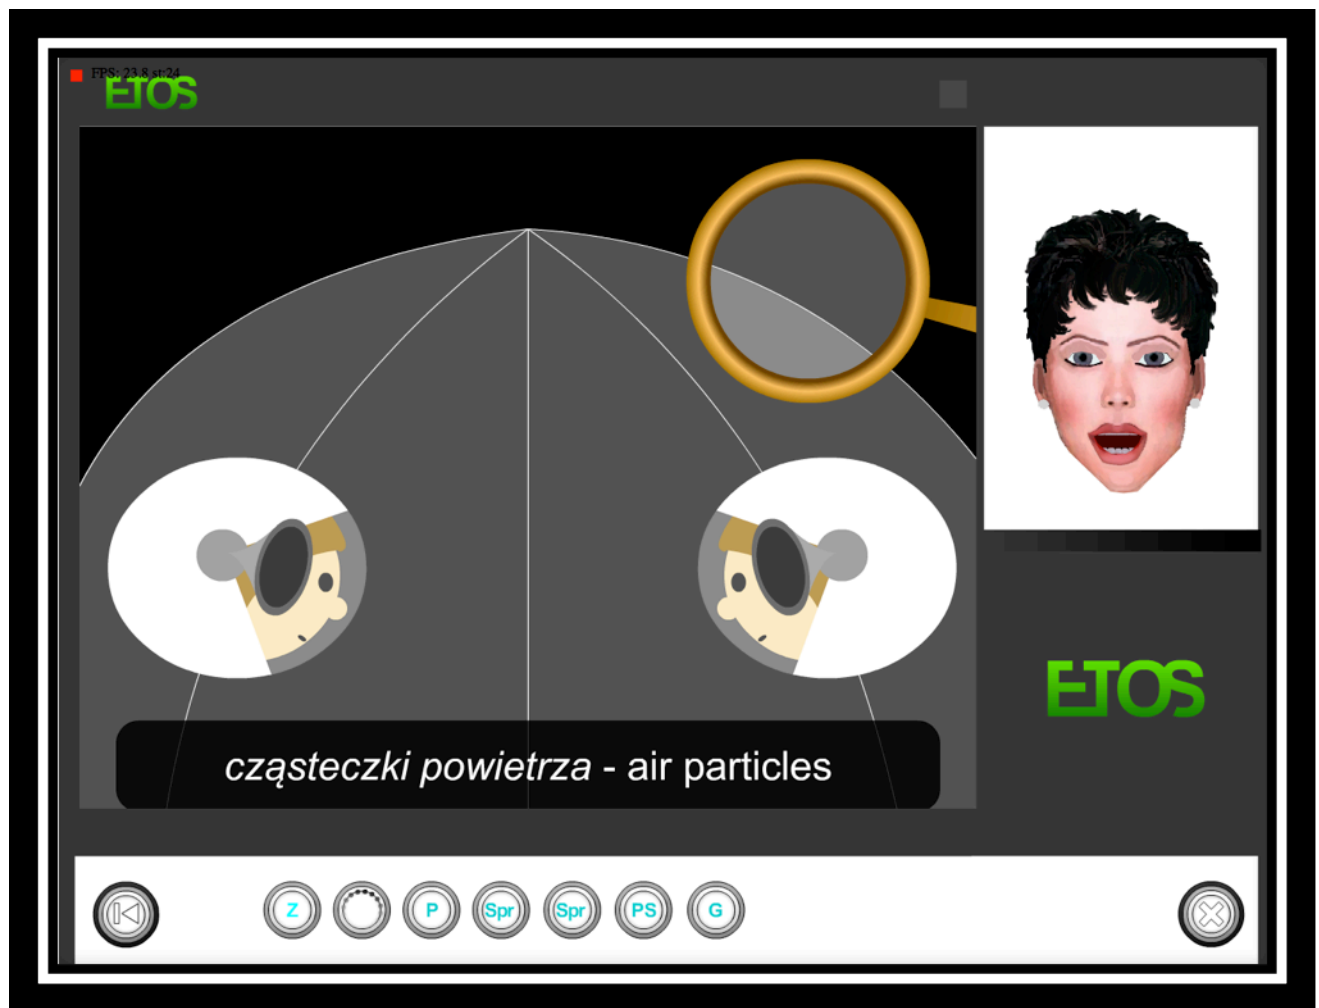 FPS: 23.8 st:24
ETOS
ETOS
cząsteczki powietrza - air particles
Z P Spr Spr PS G